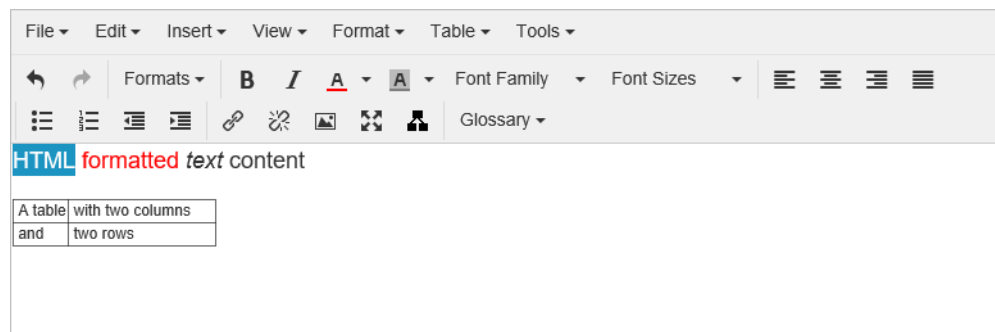 File Edit Insert View Format Table Tools
Formats B I A A Font Family Font Sizes
Glossary
HTML formatted text content
A table with two columns
and two rows